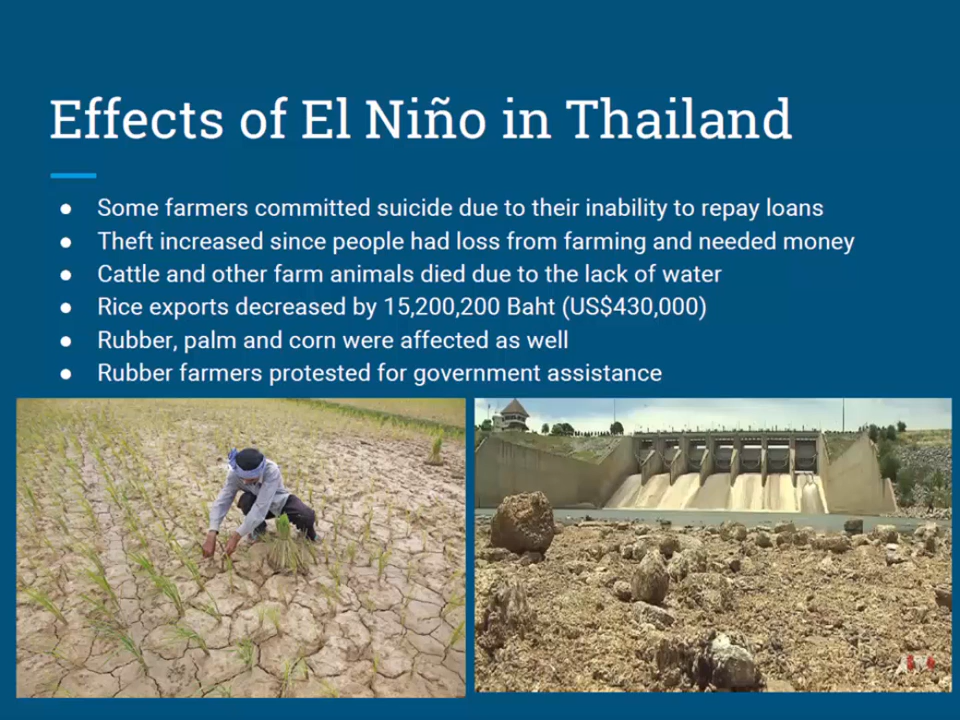 Effects of El Niño in Thailand
● Some farmers committed suicide due to their inability to repay loans
● Theft increased since people had loss from farming and needed money
● Cattle and other farm animals died due to the lack of water
● Rice exports decreased by 15,200,200 Baht (US$430,000)
● Rubber, palm and corn were affected as well
● Rubber farmers protested for government assistance